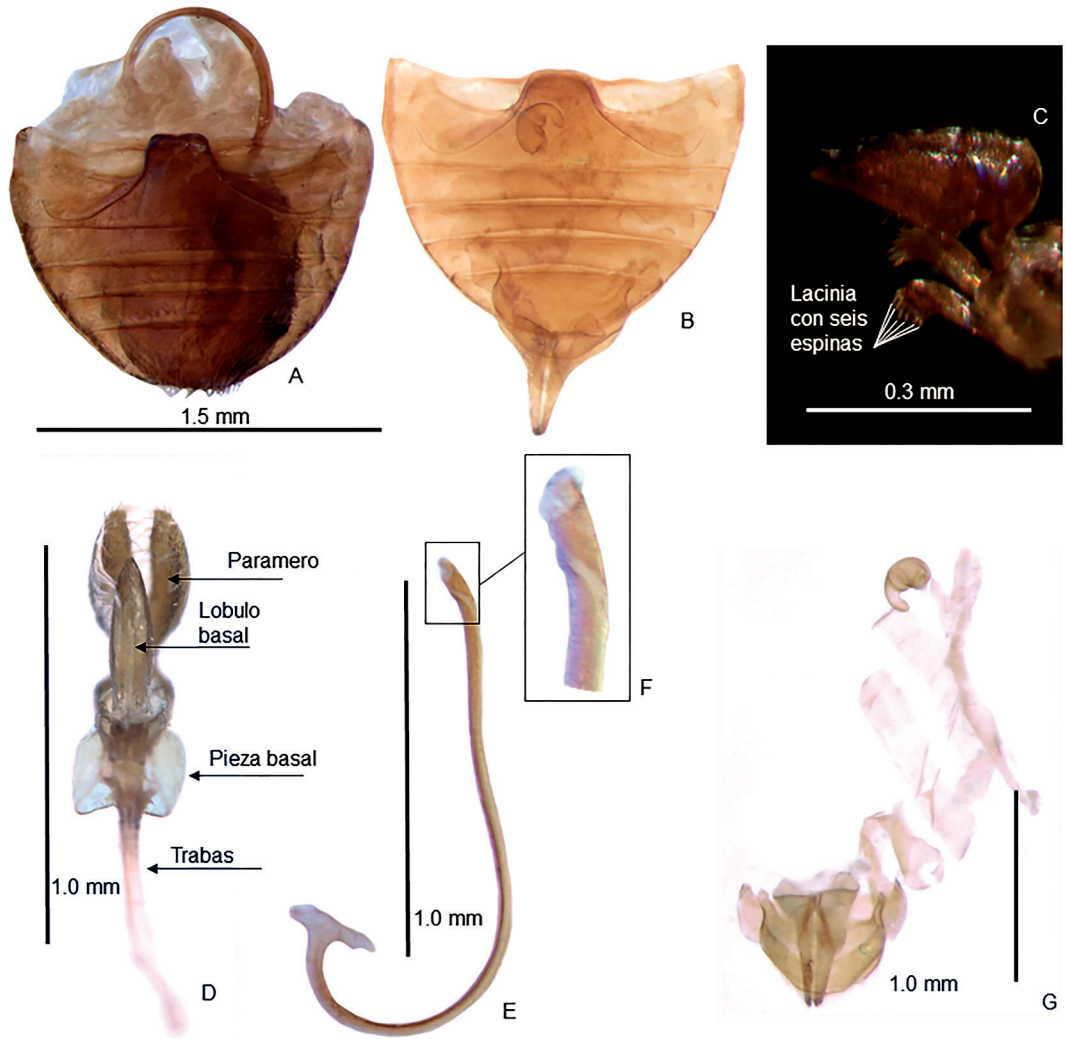 A
1.5 mm
B
C
Lacinia
con seis
espinas
0.3 mm
Paramero
Lobulo
basal
Pieza basal
Trabas
1.0 mm
D
1.0 mm
E
F
1.0 mm
G